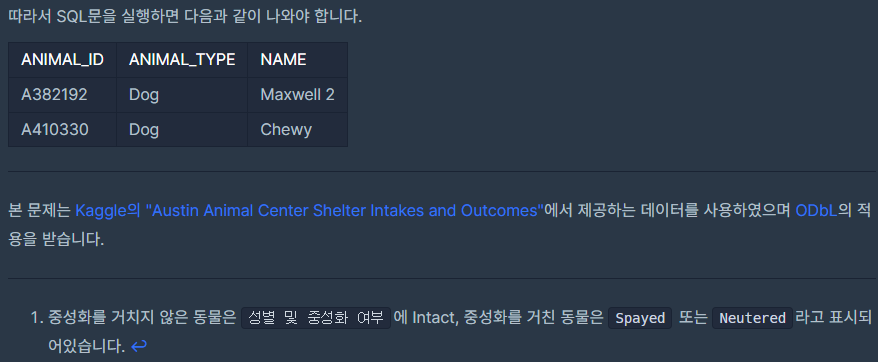 따라서 SQL문을 실행하면 다음과 같이 나와야 합니다.
ANIMAL_ID ANIMAL_TYPE NAME
A382192 Dog Maxwell 2
A410330 Dog Chewy
본 문제는 Kaggle의 "Austin Animal Center Shelter Intakes and Outcomes"에서 제공하는 데이터를 사용하였으며 ODbL의 적
용을 받습니다.
1. 중성화를 거치지 않은 동물은 성별 및 중성화 여부 에 Intact, 중성화를 거친 동물은 Spayed 또는 Neutered 라고 표시되
어있습니다. ↩